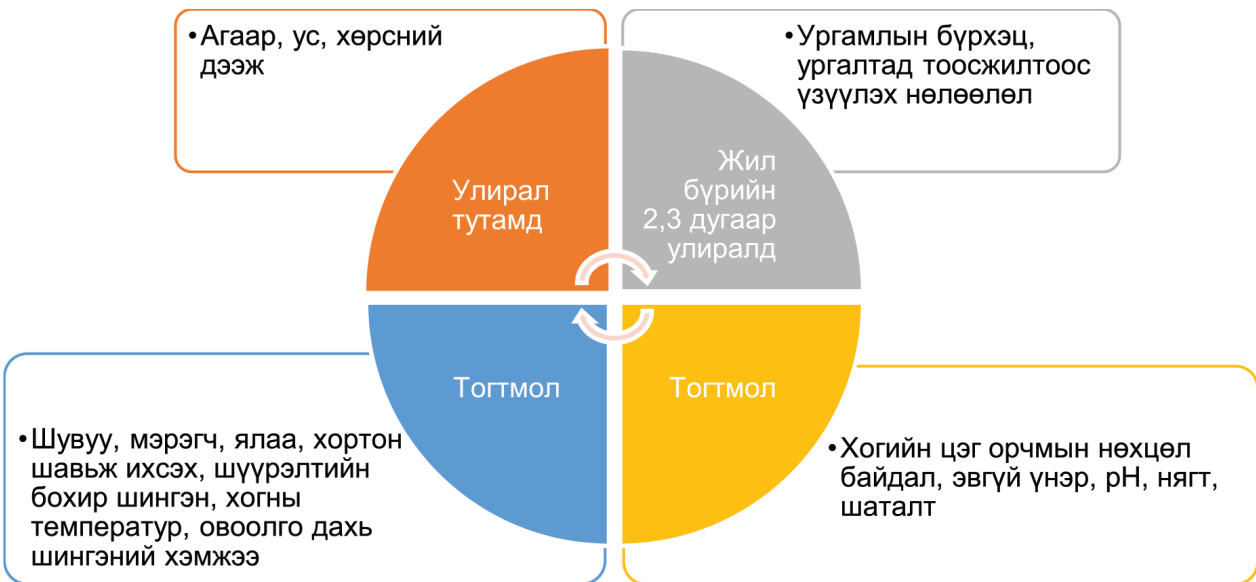 •Агаар, ус, хөрсний
дээж
•Ургамлын бүрхэц,
ургалтад тоосжилтоос
үзүүлэх нөлөөлөл
Улирал
тутамд
Жил
бүрийн
2,3 дугаар
улиралд
Тогтмол
Тогтмол
•Шувуу, мэрэгч, ялаа, хортон
шавьж ихсэх, шүүрэлтийн
бохир шингэн, хогны
температур, овоолго дахь
шингэний хэмжээ
•Хогийн цэг орчмын нөхцөл
байдал, эвгүй үнэр, pH, нягт,
шаталт